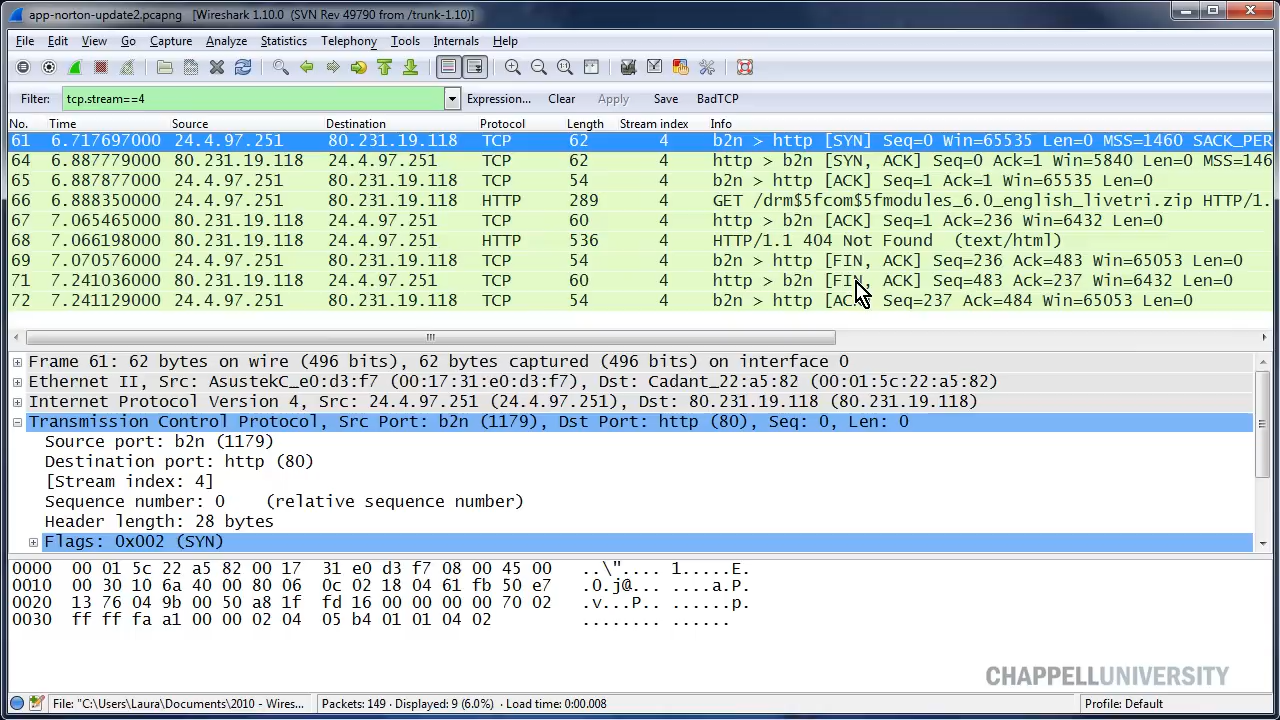 app-norton-update2.pcapng [Wireshark 1.10.0 (SVN Rev 49790 from /trunk-1.10)]
File Edit View Go Capture Analyze Statistics Telephony Tools Internals Help
Filter: tcp.stream==4 Expression... Clear Apply Save BadTCP
No. Time Source Destination Protocol Length Stream index Info
61 6.717697000 24.4.97.251 80.231.19.118 TCP 62 4 b2n > http [SYN] Seq=0 Win=65535 Len=0 MSS=1460 SACK_PER
64 6.887779000 80.231.19.118 24.4.97.251 TCP 62 4 http > b2n [SYN, ACK] Seq=0 Ack=1 Win=5840 Len=0 MSS=146
65 6.887877000 24.4.97.251 80.231.19.118 TCP 54 4 b2n > http [ACK] Seq=1 Ack=1 Win=65535 Len=0
66 6.888350000 24.4.97.251 80.231.19.118 HTTP 289 4 GET /drm$5fcom$5fmodules_6.0_english_livetri.zip HTTP/1.
67 7.065465000 80.231.19.118 24.4.97.251 TCP 60 4 http > b2n [ACK] Seq=1 Ack=236 Win=6432 Len=0
68 7.066198000 80.231.19.118 24.4.97.251 HTTP 536 4 HTTP/1.1 404 Not Found (text/html)
69 7.070576000 24.4.97.251 80.231.19.118 TCP 54 4 b2n > http [FIN, ACK] Seq=236 Ack=483 Win=65053 Len=0
71 7.241036000 80.231.19.118 24.4.97.251 TCP 60 4 http > b2n [FIN, ACK] Seq=483 Ack=237 Win=6432 Len=0
72 7.241129000 24.4.97.251 80.231.19.118 TCP 54 4 b2n > http [ACK] Seq=237 Ack=484 Win=65053 Len=0
Frame 61: 62 bytes on wire (496 bits), 62 bytes captured (496 bits) on interface 0
Ethernet II, Src: AsustekC_e0:d3:f7 (00:17:31:e0:d3:f7), Dst: Cadant_22:a5:82 (00:01:5c:22:a5:82)
Internet Protocol Version 4, Src: 24.4.97.251 (24.4.97.251), Dst: 80.231.19.118 (80.231.19.118)
Transmission Control Protocol, Src Port: b2n (1179), Dst Port: http (80), Seq: 0, Len: 0
Source port: b2n (1179)
Destination port: http (80)
[Stream index: 4]
Sequence number: 0 (relative sequence number)
Header length: 28 bytes
Flags: 0x002 (SYN)
0000 00 01 5c 22 a5 82 00 17 31 e0 d3 f7 08 00 45 00 ..\".... 1.....E.
0010 00 30 10 6a 40 00 80 06 0c 02 18 04 61 fb 50 e7 .0.j@... ....a.P.
0020 13 76 04 9b 00 50 a8 1f fd 16 00 00 00 00 70 02 .v...P.. ......p.
0030 ff ff fa a1 00 00 02 04 05 b4 01 01 04 02 ........ ......
CHAPPELLUNIVERSITY
File: "C:\Users\Laura\Documents\2010 - Wires... Packets: 149 · Displayed: 9 (6.0%) · Load time: 0:00.008 Profile: Default